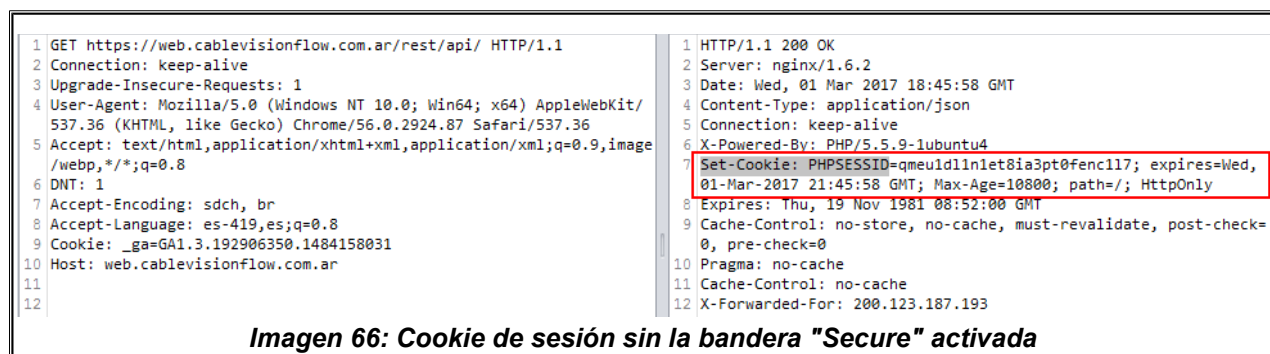 1 GET https://web.cablevisionflow.com.ar/rest/api/ HTTP/1.1
2 Connection: keep-alive
3 Upgrade-Insecure-Requests: 1
4 User-Agent: Mozilla/5.0 (Windows NT 10.0; Win64; x64) AppleWebKit/
537.36 (KHTML, like Gecko) Chrome/56.0.2924.87 Safari/537.36
5 Accept: text/html,application/xhtml+xml,application/xml;q=0.9,image
/webp,*/*;q=0.8
6 DNT: 1
7 Accept-Encoding: sdch, br
8 Accept-Language: es-419,es;q=0.8
9 Cookie: _ga=GA1.3.192906350.1484158031
10 Host: web.cablevisionflow.com.ar
11
12
1 HTTP/1.1 200 OK
2 Server: nginx/1.6.2
3 Date: Wed, 01 Mar 2017 18:45:58 GMT
4 Content-Type: application/json
5 Connection: keep-alive
6 X-Powered-By: PHP/5.5.9-1ubuntu4
7 Set-Cookie: PHPSESSID=qmeu1dl1n1et8ia3pt0fenc1l7; expires=Wed,
01-Mar-2017 21:45:58 GMT; Max-Age=10800; path=/; HttpOnly
8 Expires: Thu, 19 Nov 1981 08:52:00 GMT
9 Cache-Control: no-store, no-cache, must-revalidate, post-check=
0, pre-check=0
10 Pragma: no-cache
11 Cache-Control: no-cache
12 X-Forwarded-For: 200.123.187.193
Imagen 66: Cookie de sesión sin la bandera "Secure" activada